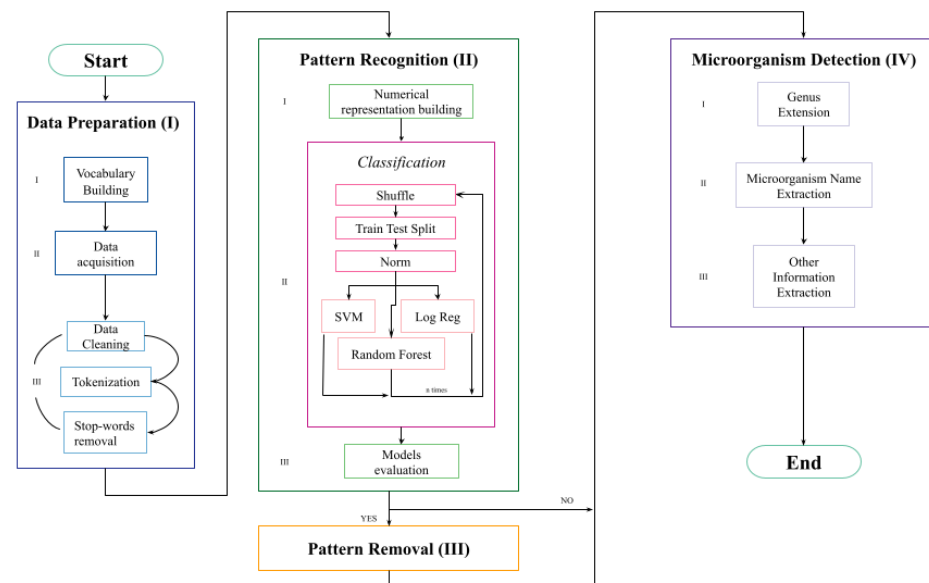 Start
Data Preparation (I)
I
Vocabulary
Building
II
Data
acquisition
III
Data
Cleaning
Tokenization
Stop-words
removal
Pattern Recognition (II)
I
Numerical
representation building
II
Classification
Shuffle
Train Test Split
Norm
SVM
Log Reg
Random Forest
n times
III
Models
evaluation
YES
NO
Pattern Removal (III)
Microorganism Detection (IV)
I
Genus
Extension
II
Microorganism Name
Extraction
III
Other
Information
Extraction
End